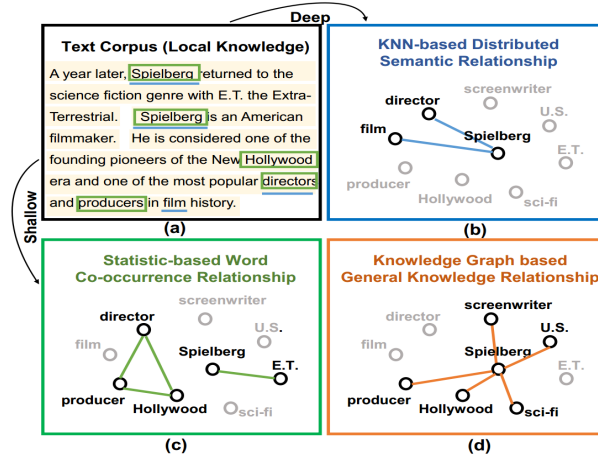 Deep
Text Corpus (Local Knowledge)
A year later, Spielberg returned to the
science fiction genre with E.T. the Extra-
Terrestrial. Spielberg is an American
filmmaker. He is considered one of the
founding pioneers of the New Hollywood
era and one of the most popular directors
and producers in film history.
(a)
Shallow
KNN-based Distributed
Semantic Relationship
screenwriter
director
U.S.
film
Spielberg
E.T.
producer
Hollywood
sci-fi
(b)
Statistic-based Word
Co-occurrence Relationship
screenwriter
director
U.S.
film
Spielberg
E.T.
producer
Hollywood
sci-fi
(c)
Knowledge Graph based
General Knowledge Relationship
screenwriter
director
U.S.
film
Spielberg
E.T.
producer
Hollywood
sci-fi
(d)